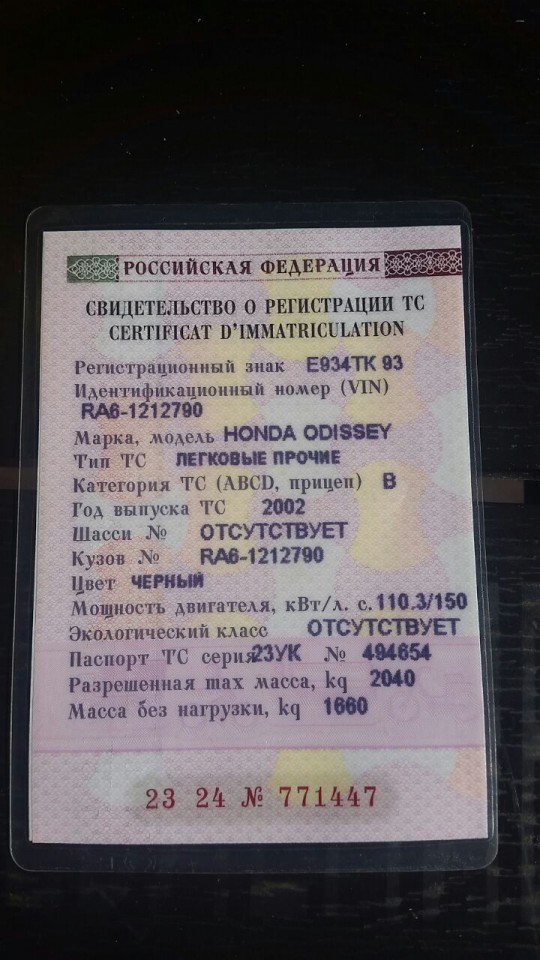 РОССИЙСКАЯ ФЕДЕРАЦИЯ
СВИДЕТЕЛЬСТВО О РЕГИСТРАЦИИ ТС
CERTIFICAT D'IMMATRICULATION
Регистрационный знак Е934ТК 93
Идентификационный номер (VIN)
RA6-1212790
Марка, модель HONDA ODISSEY
Тип ТС ЛЕГКОВЫЕ ПРОЧИЕ
Категория ТС (ABCD, прицеп) B
Год выпуска ТС 2002
Шасси № ОТСУТСТВУЕТ
Кузов № RA6-1212790
Цвет ЧЕРНЫЙ
Мощность двигателя, кВт/л. с. 110.3/150
Экологический класс ОТСУТСТВУЕТ
Паспорт ТС серия 23УК № 494654
Разрешенная max масса, kg 2040
Масса без нагрузки, kg 1660
23 24 № 771447